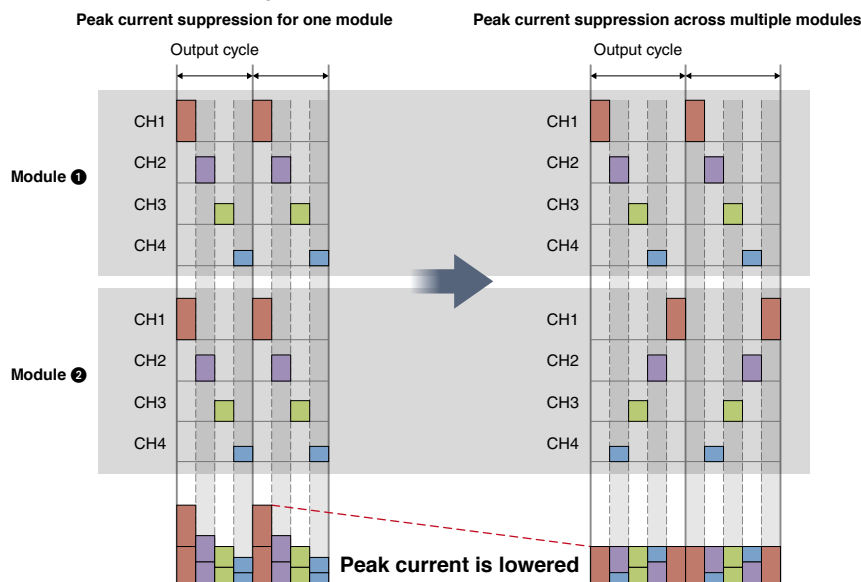 Peak current suppression for one module
Peak current suppression across multiple modules
Output cycle
Output cycle
Module ❶
CH1
CH2
CH3
CH4
CH1
CH2
CH3
CH4
Module ❷
CH1
CH2
CH3
CH4
CH1
CH2
CH3
CH4
Peak current is lowered